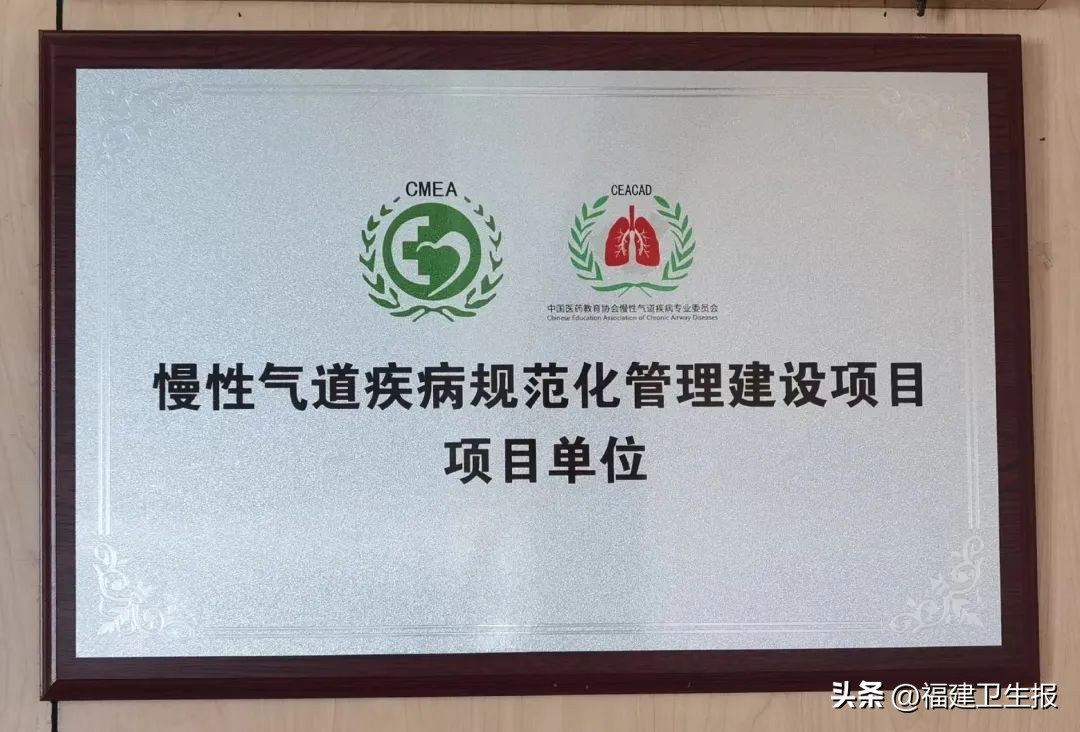 CMEA
CEACAD
中国医药教育协会慢性气道疾病专业委员会
Chinese Education Association of Chronic Airway Diseases
慢性气道疾病规范化管理建设项目
项目单位
头条 @福建卫生报